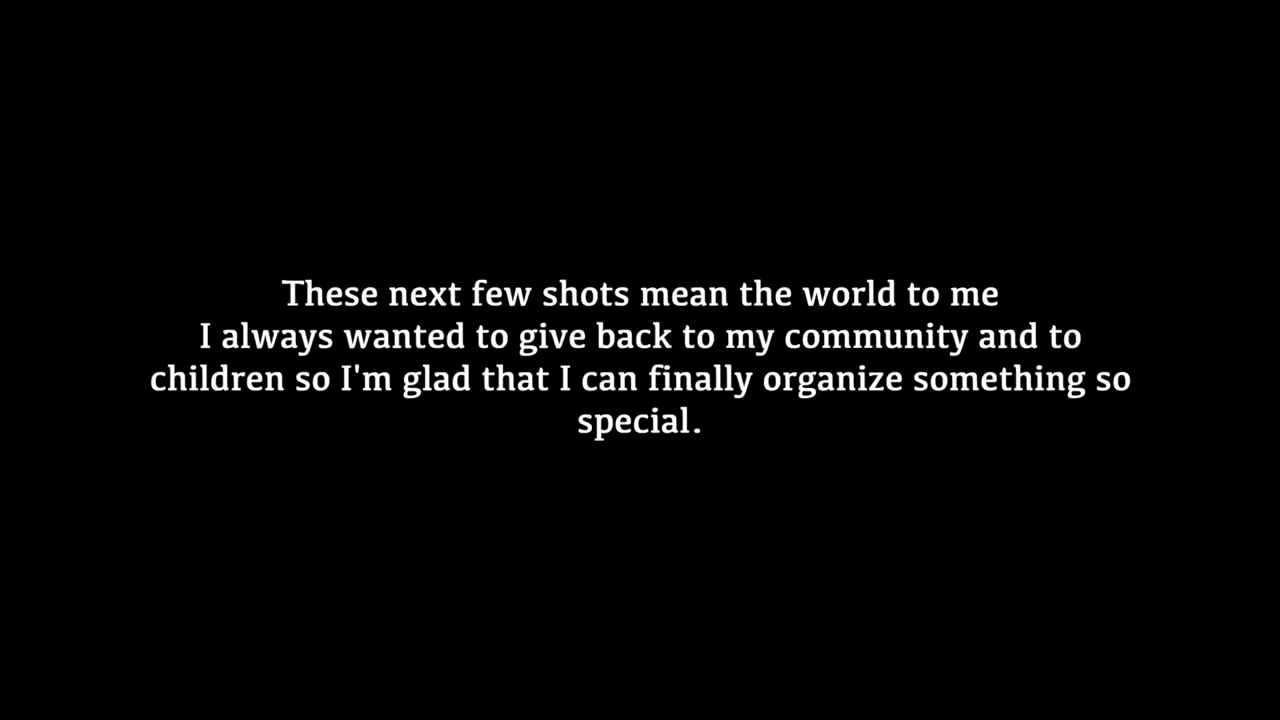 These next few shots mean the world to me
I always wanted to give back to my community and to
children so I'm glad that I can finally organize something so
special.